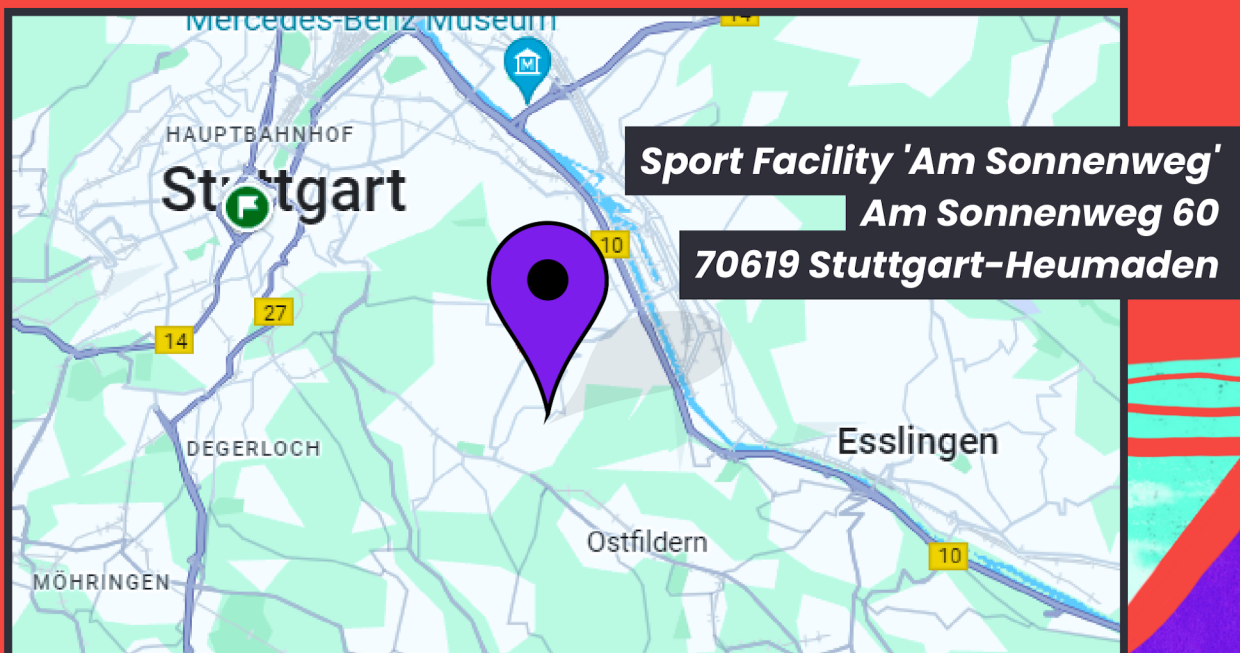 Mercedes-Benz Museum
14
M
HAUPTBAHNHOF
Stuttgart
Sport Facility 'Am Sonnenweg'
Am Sonnenweg 60
70619 Stuttgart-Heumaden
10
27
14
DEGERLOCH
Esslingen
Ostfildern
10
MÖHRINGEN